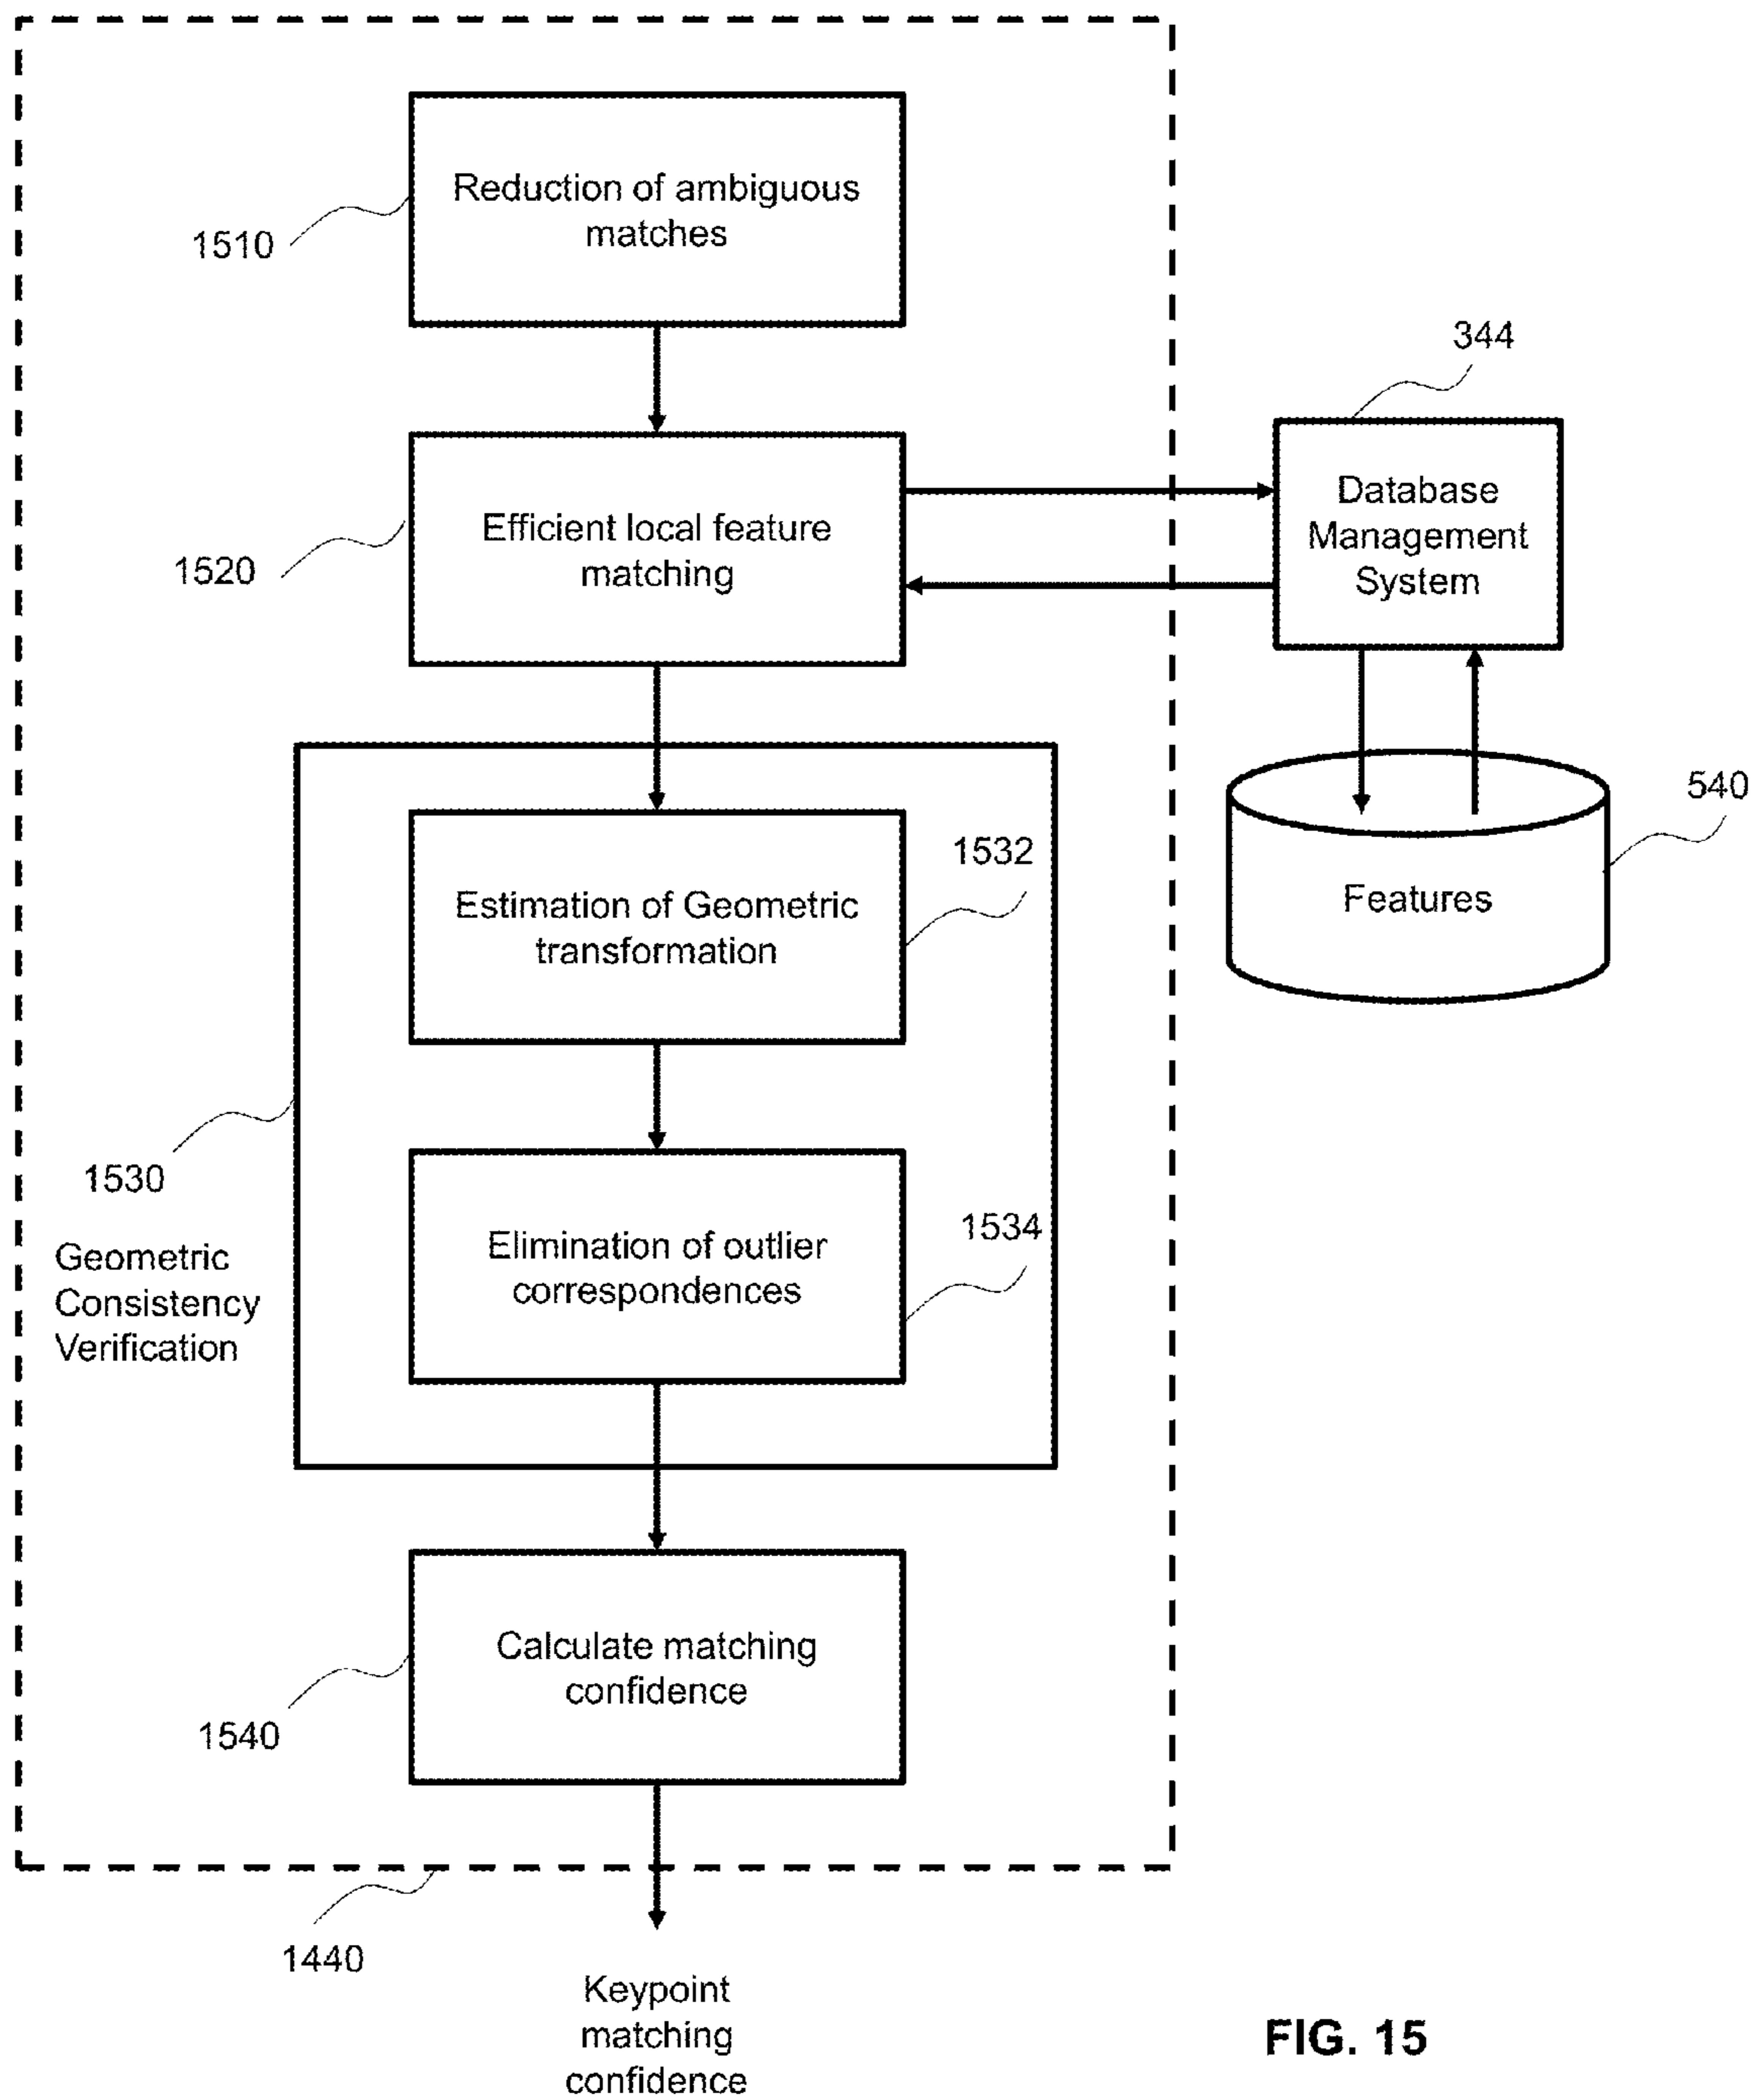 Reduction of ambiguous
matches
1510
344
Database
Management
System
Efficient local feature
matching
1520
540
Features
1532
Estimation of Geometric
transformation
1530
Geometric
Consistency
Verification
1534
Elimination of outlier
correspondences
Calculate matching
confidence
1540
1440
Keypoint
matching
confidence
FIG. 15